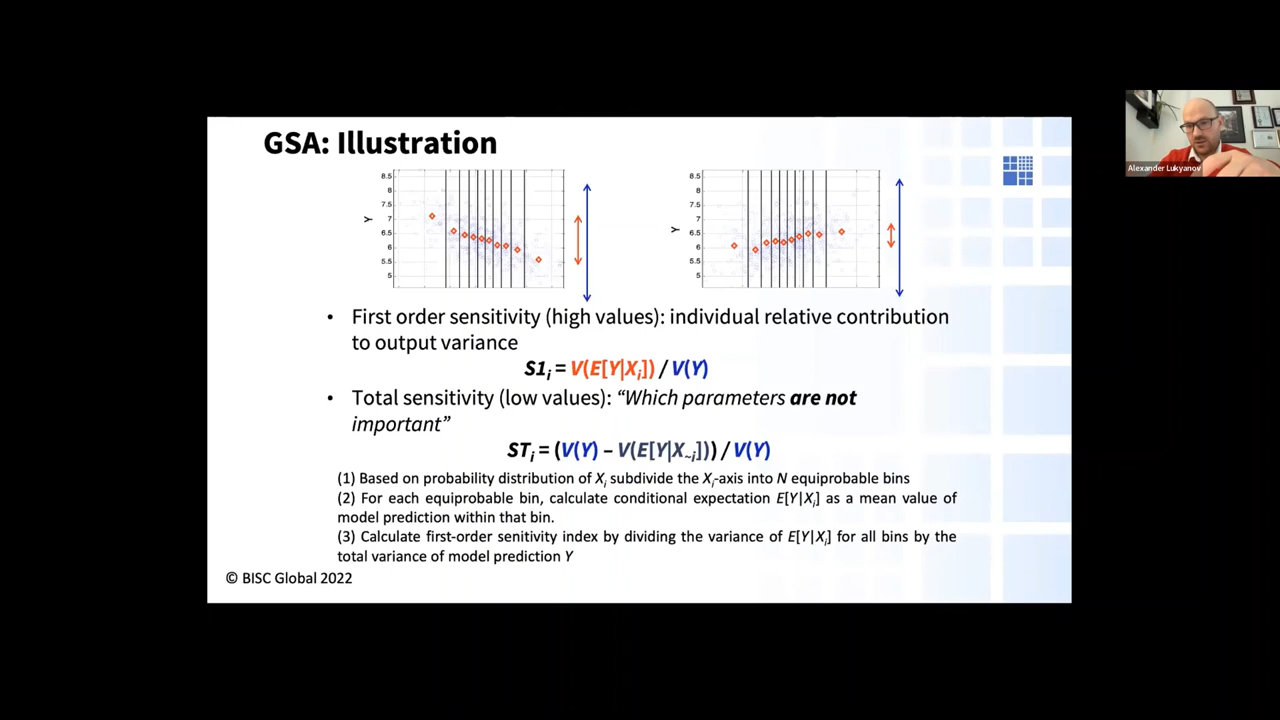 GSA: Illustration
8.5
8
7.5
7
6.5
6
5.5
5
Y
8.5
8
7.5
7
6.5
6
5.5
5
Y
• First order sensitivity (high values): individual relative contribution
to output variance
S1i = V(E[Y|Xi]) / V(Y)
• Total sensitivity (low values): “Which parameters are not
important”
STi = (V(Y) – V(E[Y|X~i])) / V(Y)
(1) Based on probability distribution of Xi subdivide the Xi-axis into N equiprobable bins
(2) For each equiprobable bin, calculate conditional expectation E[Y|Xi] as a mean value of
model prediction within that bin.
(3) Calculate first-order senitivity index by dividing the variance of E[Y|Xi] for all bins by the
total variance of model prediction Y
© BISC Global 2022
Alexander Lukyanov